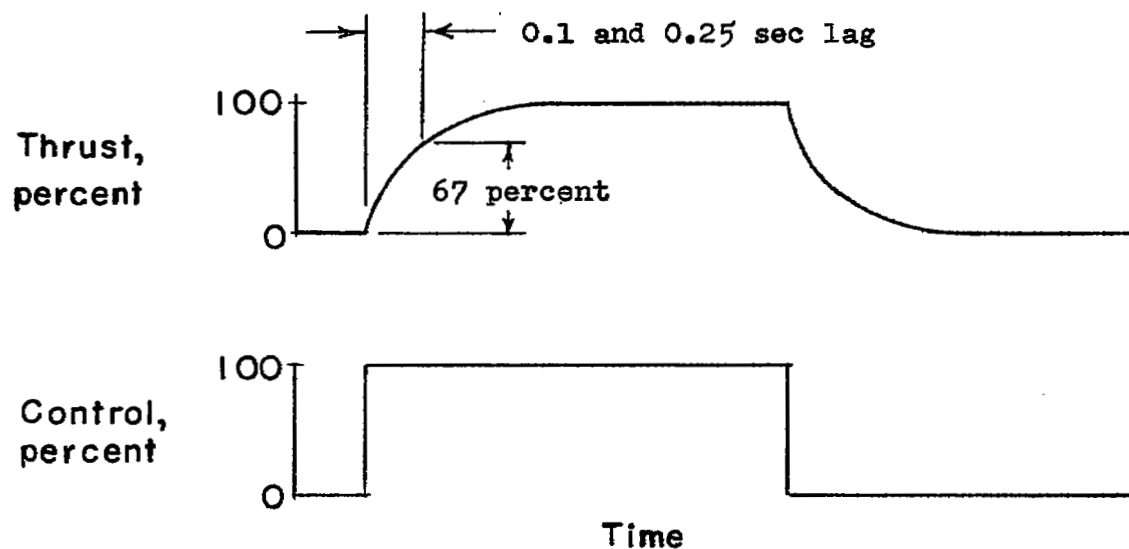 0.1 and 0.25 sec lag
100
Thrust,
percent
67 percent
0
100
Control,
percent
0
Time